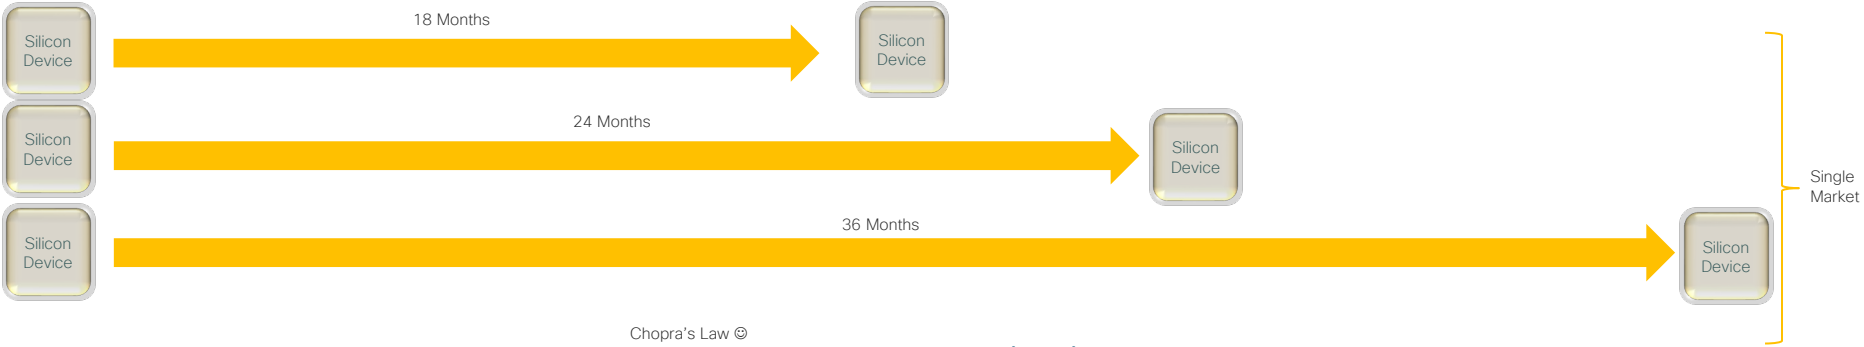 18 Months
Silicon
Device
Silicon
Device
24 Months
Silicon
Device
Silicon
Device
36 Months
Silicon
Device
Silicon
Device
Single
Market
Chopra's Law ☺